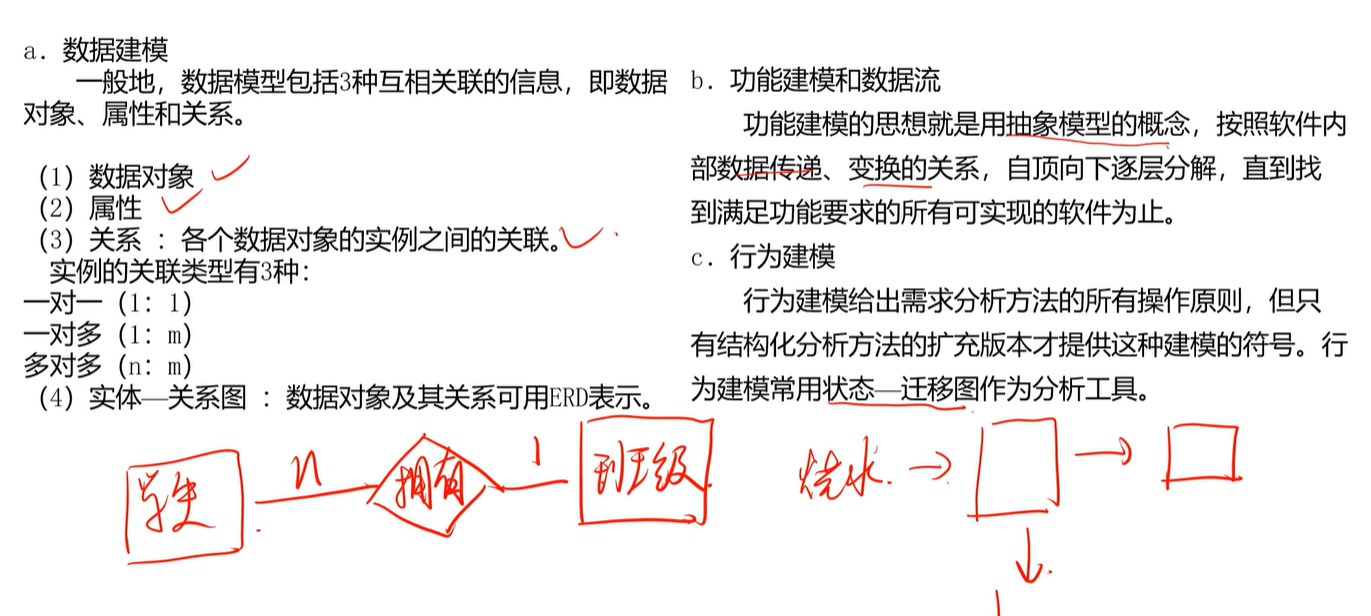 a. 数据建模
一般地，数据模型包括3种互相关联的信息，即数据
对象、属性和关系。
（1）数据对象
（2）属性
（3）关系 ：各个数据对象的实例之间的关联。
实例的关联类型有3种：
一对一（1：1）
一对多（1：m）
多对多（n：m）
（4）实体—关系图 ：数据对象及其关系可用ERD表示。
n
1
拥有
班级
b. 功能建模和数据流
功能建模的思想就是用抽象模型的概念，按照软件内
部数据传递、变换的关系，自顶向下逐层分解，直到找
到满足功能要求的所有可实现的软件为止。
c. 行为建模
行为建模给出需求分析方法的所有操作原则，但只
有结构化分析方法的扩充版本才提供这种建模的符号。行
为建模常用状态—迁移图作为分析工具。
烧水